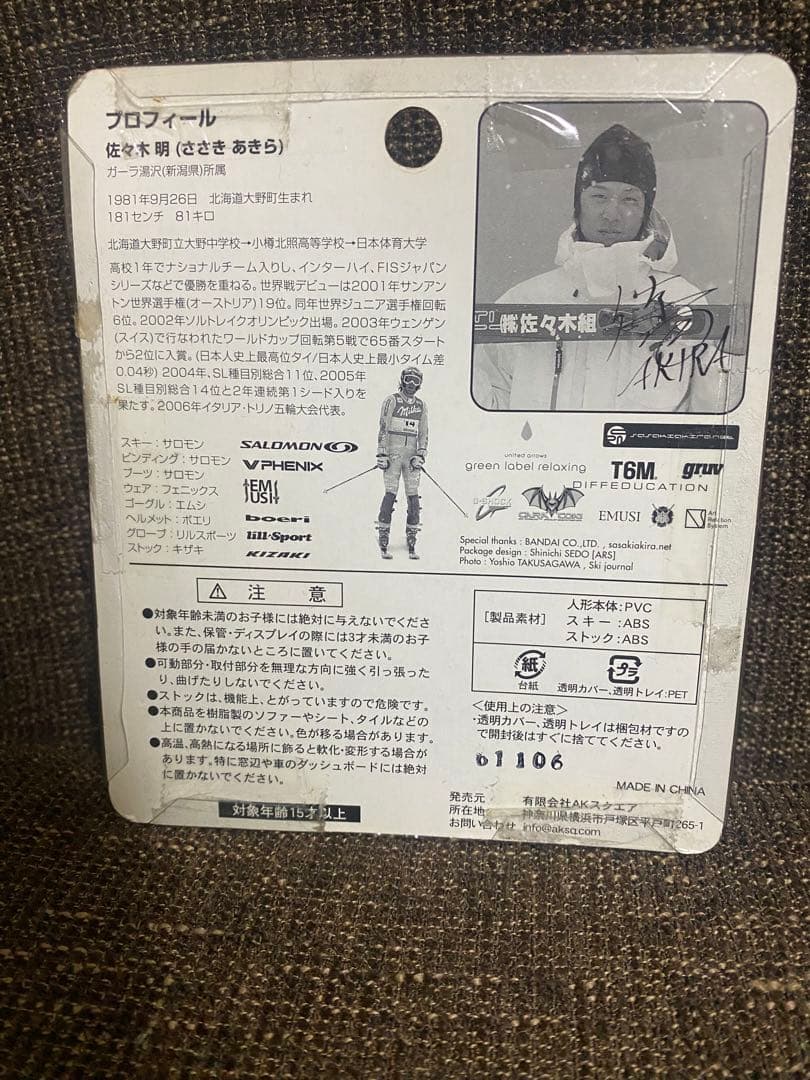 プロフィール
佐々木 明 (ささき あきら)
ガーラ湯沢(新潟県)所属
1981年9月26日 北海道大野町生まれ
181センチ 81キロ
北海道大野町立大野中学校→小樽北照高等学校→日本体育大学
高校1年でナショナルチーム入りし、インターハイ、FISジャパン
シリーズなどで優勝を重ねる。世界戦デビューは2001年サンアン
トン世界選手権(オーストリア)19位。同年世界ジュニア選手権回転
6位。2002年ソルトレイクオリンピック出場。2003年ウェンゲン
(スイス)で行なわれたワールドカップ回転第5戦で65番スタート
から2位に入賞。(日本人史上最高位タイ/日本人史上最小タイム差
0.04秒) 2004年、SL種目別総合11位、2005年
SL種目別総合14位と2年連続第1シード入りを
果たす。2006年イタリア・トリノ五輪大会代表。
㈱佐々木組
AKIRA
スキー：サロモン
ビンディング：サロモン
ブーツ：サロモン
ウェア：フェニックス
ゴーグル：エムシ
ヘルメット：ボエリ
グローブ：リルスポーツ
ストック：キザキ
SALOMON
PHENIX
EMUSI
boeri
lill·Sport
KIZAKI
Milka
14
sasakiakira.net
united arrows
green label relaxing
T6M.
gruv
DIFFEDUCATION
G-SHOCK
EMUSI
Art
Reaction
System
Special thanks : BANDAI CO.,LTD. , sasakiakira.net
Package design : Shinichi SEDO [ARS]
Photo : Yoshio TAKUSAGAWA , Ski journal
⚠ 注 意
●対象年齢未満のお子様には絶対に与えないでくださ
い。また、保管・ディスプレイの際には3才未満のお子
様の手の届かないところに置いてください。
●可動部分・取付部分を無理な方向に強く引っ張った
り、曲げたりしないでください。
●ストックは、機能上、とがっていますので危険です。
●本商品を樹脂製のソファーやシート、タイルなどの
上に置かないでください。色が移る場合があります。
●高温、高熱になる場所に飾ると軟化・変形する場合が
あります。特に窓辺や車のダッシュボードには絶対
に置かないでください。
対象年齢15才以上
[製品素材]
人形本体：PVC
スキー：ABS
ストック：ABS
紙
台紙
プラ
透明カバー、透明トレイ：PET
＜使用上の注意＞
・透明カバー、透明トレイは梱包材ですの
で開封後はすぐに捨ててください。
01106
MADE IN CHINA
発売元 有限会社AKスクエア
所在地 神奈川県横浜市戸塚区平戸町265-1
お問い合わせ info@aksq.com